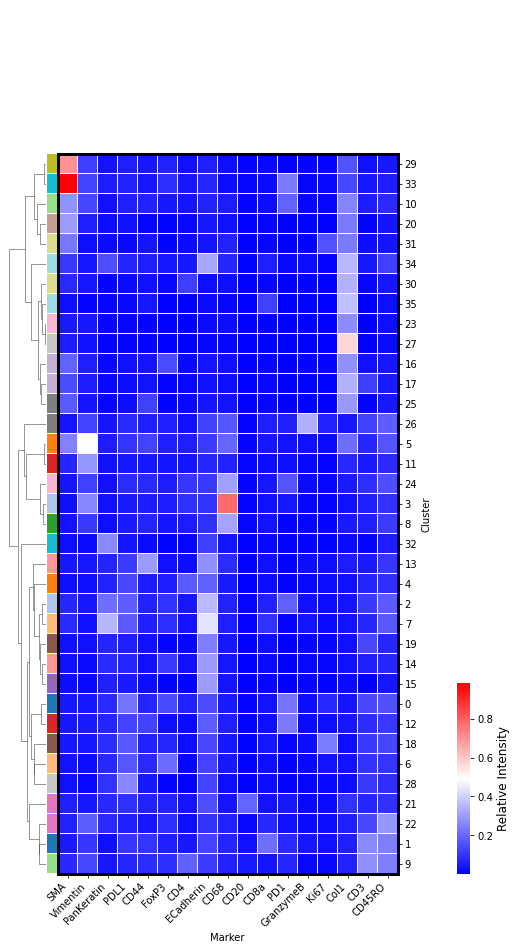 29
33
10
20
31
34
30
35
23
27
16
17
25
26
5
11
24
3
8
32
13
4
2
7
19
14
15
0
12
18
6
28
21
22
1
9
Cluster
SMA
Vimentin
PanKeratin
PDL1
CD44
FoxP3
CD4
ECadherin
CD68
CD20
CD8a
PD1
GranzymeB
Ki67
Col1
CD3
CD45RO
Marker
0.8
0.6
0.4
0.2
Relative Intensity